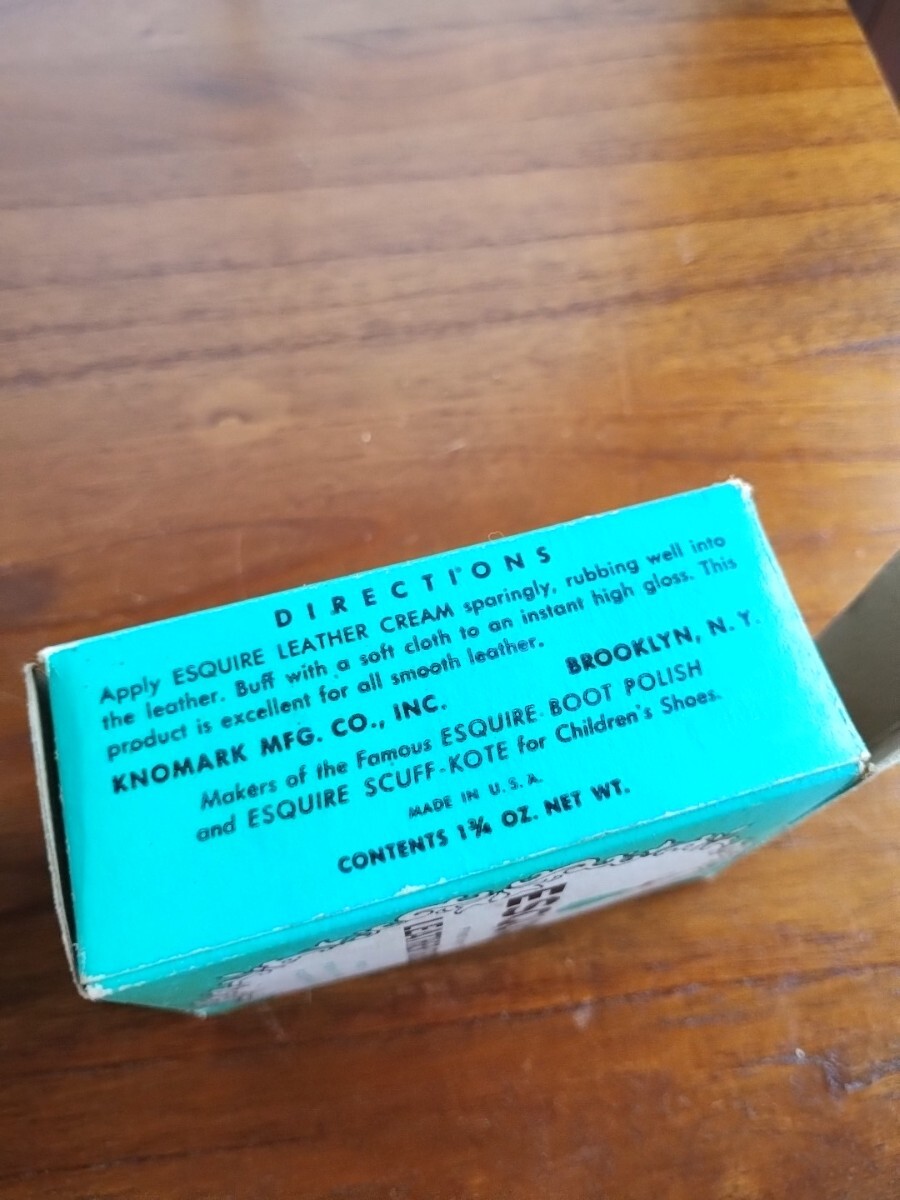 DIRECTIONS
Apply ESQUIRE LEATHER CREAM sparingly, rubbing well into
the leather. Buff with a soft cloth to an instant high gloss. This
product is excellent for all smooth leather.
KNOMARK MFG. CO., INC. BROOKLYN, N. Y.
Makers of the Famous ESQUIRE BOOT POLISH
and ESQUIRE SCUFF-KOTE for Children's Shoes.
MADE IN U. S. A.
CONTENTS 1¾ OZ. NET WT.